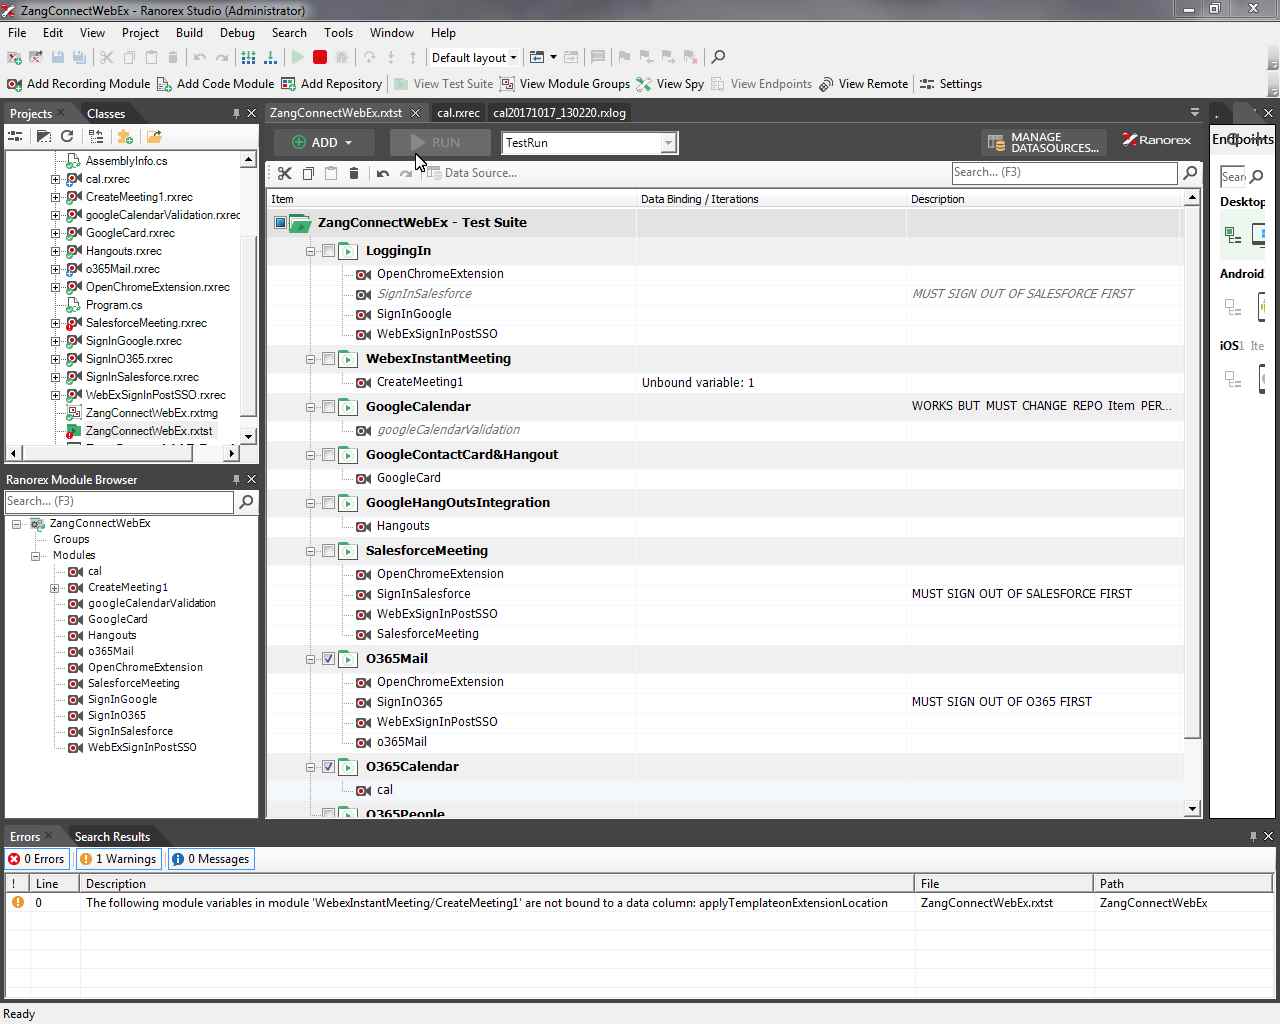 ZangConnectWebEx - Ranorex Studio (Administrator)
File Edit View Project Build Debug Search Tools Window Help
Default layout
Add Recording Module Add Code Module Add Repository View Test Suite View Module Groups View Spy View Endpoints View Remote Settings
Projects Classes
AssemblyInfo.cs
cal.rxrec
CreateMeeting1.rxrec
googleCalendarValidation.rxrec
GoogleCard.rxrec
Hangouts.rxrec
o365Mail.rxrec
OpenChromeExtension.rxrec
Program.cs
SalesforceMeeting.rxrec
SignInGoogle.rxrec
SignInO365.rxrec
SignInSalesforce.rxrec
WebExSignInPostSSO.rxrec
ZangConnectWebEx.rxtmg
ZangConnectWebEx.rxtst
Ranorex Module Browser
Search... (F3)
ZangConnectWebEx
Groups
Modules
cal
CreateMeeting1
googleCalendarValidation
GoogleCard
Hangouts
o365Mail
OpenChromeExtension
SalesforceMeeting
SignInGoogle
SignInO365
SignInSalesforce
WebExSignInPostSSO
ZangConnectWebEx.rxtst cal.rxrec cal20171017_130220.rxlog
ADD RUN TestRun MANAGE DATASOURCES... Ranorex
Data Source... Search... (F3)
Item Data Binding / Iterations Description
ZangConnectWebEx - Test Suite
LoggingIn
OpenChromeExtension
SignInSalesforce MUST SIGN OUT OF SALESFORCE FIRST
SignInGoogle
WebExSignInPostSSO
WebexInstantMeeting
CreateMeeting1 Unbound variable: 1
GoogleCalendar WORKS BUT MUST CHANGE REPO Item PER...
googleCalendarValidation
GoogleContactCard&Hangout
GoogleCard
GoogleHangOutsIntegration
Hangouts
SalesforceMeeting
OpenChromeExtension
SignInSalesforce MUST SIGN OUT OF SALESFORCE FIRST
WebExSignInPostSSO
SalesforceMeeting
O365Mail
OpenChromeExtension
SignInO365 MUST SIGN OUT OF O365 FIRST
WebExSignInPostSSO
o365Mail
O365Calendar
cal
O365People
Endpoints
Sear
Desktop
Android
iOS1 Ite
Errors Search Results
0 Errors 1 Warnings 0 Messages
! Line Description File Path
0 The following module variables in module 'WebexInstantMeeting/CreateMeeting1' are not bound to a data column: applyTemplateonExtensionLocation ZangConnectWebEx.rxtst ZangConnectWebEx
Ready